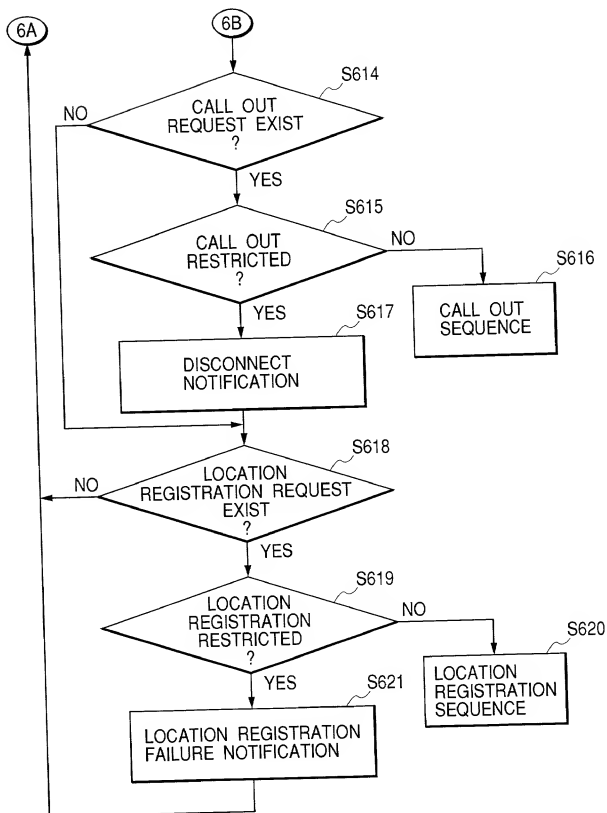 6A
6B
S614
NO
CALL OUT
REQUEST EXIST
?
YES
S615
CALL OUT
RESTRICTED
?
NO
S616
CALL OUT
SEQUENCE
YES
S617
DISCONNECT
NOTIFICATION
S618
NO
LOCATION
REGISTRATION REQUEST
EXIST
?
YES
S619
LOCATION
REGISTRATION
RESTRICTED
?
NO
S620
LOCATION
REGISTRATION
SEQUENCE
YES
S621
LOCATION REGISTRATION
FAILURE NOTIFICATION